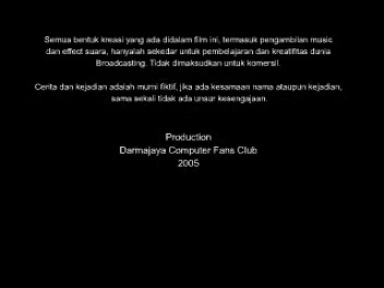 Semua bentuk kreasi yang ada didalam film ini, termasuk pengambilan music
dan effect suara, hanyalah sekedar untuk pembelajaran dan kreatifitas dunia
Broadcasting. Tidak dimaksudkan untuk komersil.
Cerita dan kejadian adalah murni fiktif, jika ada kesamaan nama ataupun kejadian,
sama sekali tidak ada unsur kesengajaan.
Production
Darmajaya Computer Fans Club
2005